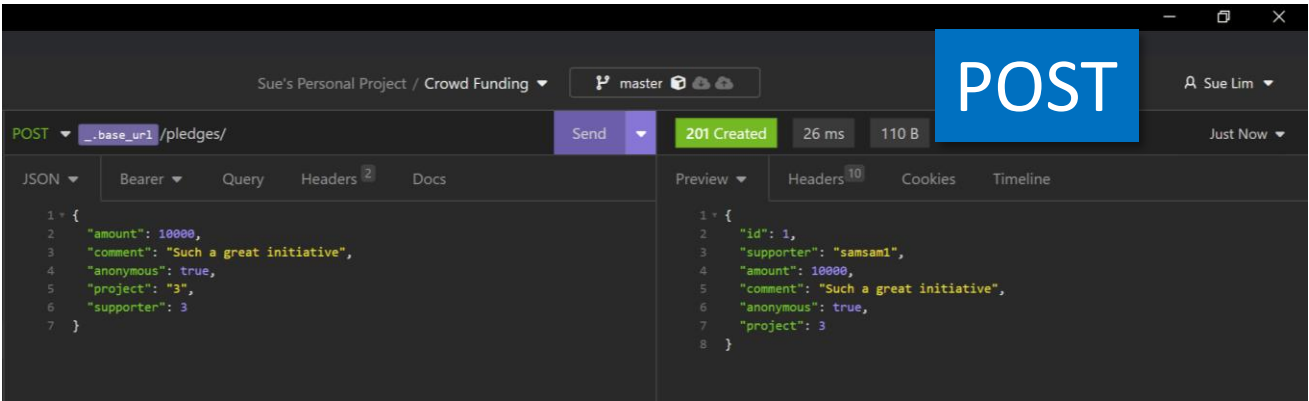 POST
Sue's Personal Project / Crowd Funding master Sue Lim
POST _.base_url /pledges/ Send 201 Created 26 ms 110 B Just Now
JSON Bearer Query Headers 2 Docs Preview Headers 10 Cookies Timeline
1 {
2 "amount": 10000,
3 "comment": "Such a great initiative",
4 "anonymous": true,
5 "project": "3",
6 "supporter": 3
7 }
1 {
2 "id": 1,
3 "supporter": "samsam1",
4 "amount": 10000,
5 "comment": "Such a great initiative",
6 "anonymous": true,
7 "project": 3
8 }